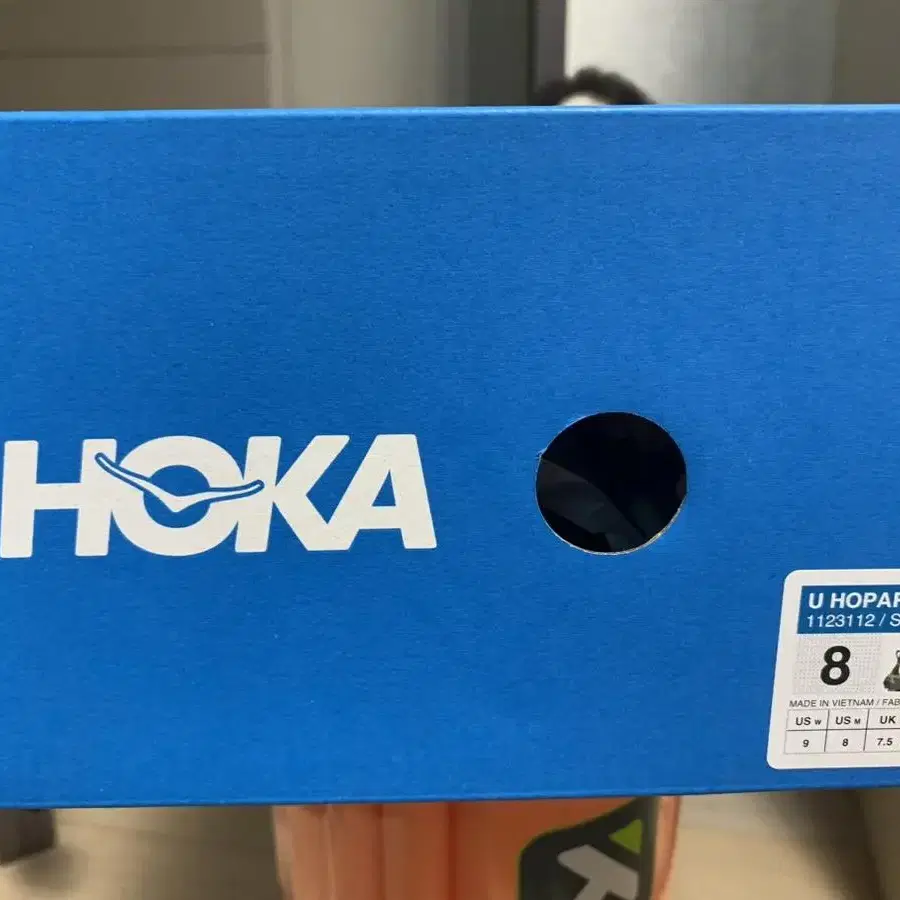 HOKA
U HOPAR
1123112 / S
8
MADE IN VIETNAM / FAB
US W US M UK
9 8 7.5